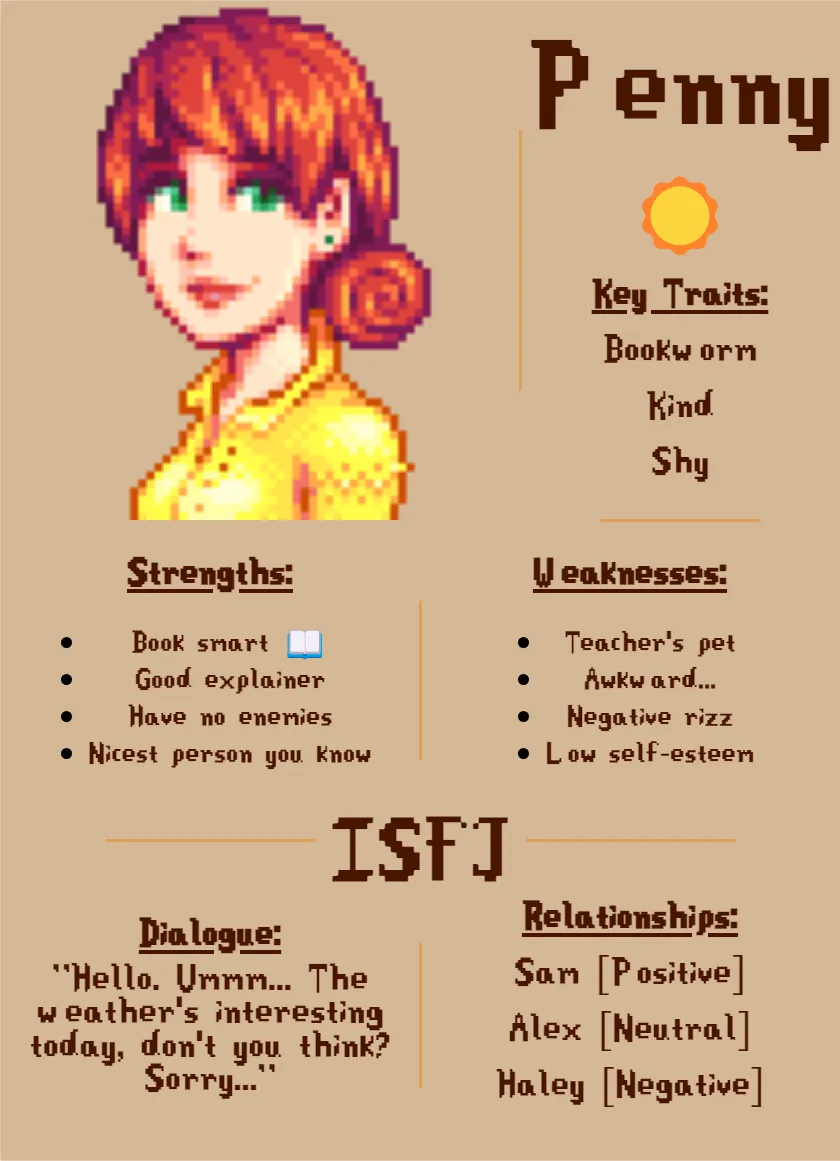 Penny
Key Traits:
Bookworm
Kind
Shy
Strengths:
Book smart 📖
Good explainer
Have no enemies
Nicest person you know
Weaknesses:
Teacher's pet
Awkward...
Negative rizz
Low self-esteem
ISFJ
Dialogue:
"Hello. Ummm... The
weather's interesting
today, don't you think?
Sorry..."
Relationships:
Sam [Positive]
Alex [Neutral]
Haley [Negative]